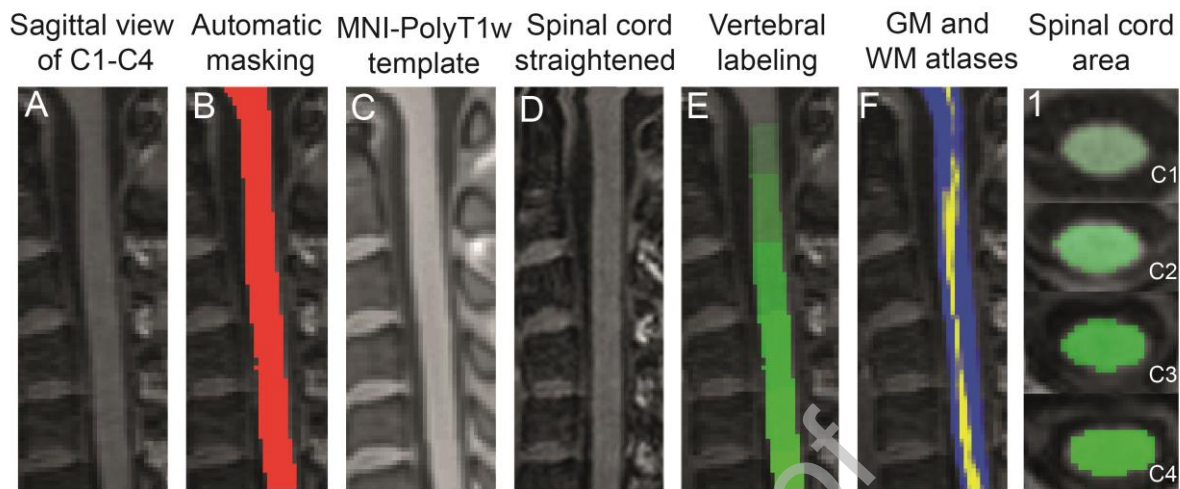 Sagittal view
of C1-C4
Automatic
masking
MNI-PolyT1w
template
Spinal cord
straightened
Vertebral
labeling
GM and
WM atlases
Spinal cord
area
A
B
C
D
E
F
1
C1
C2
C3
C4
of